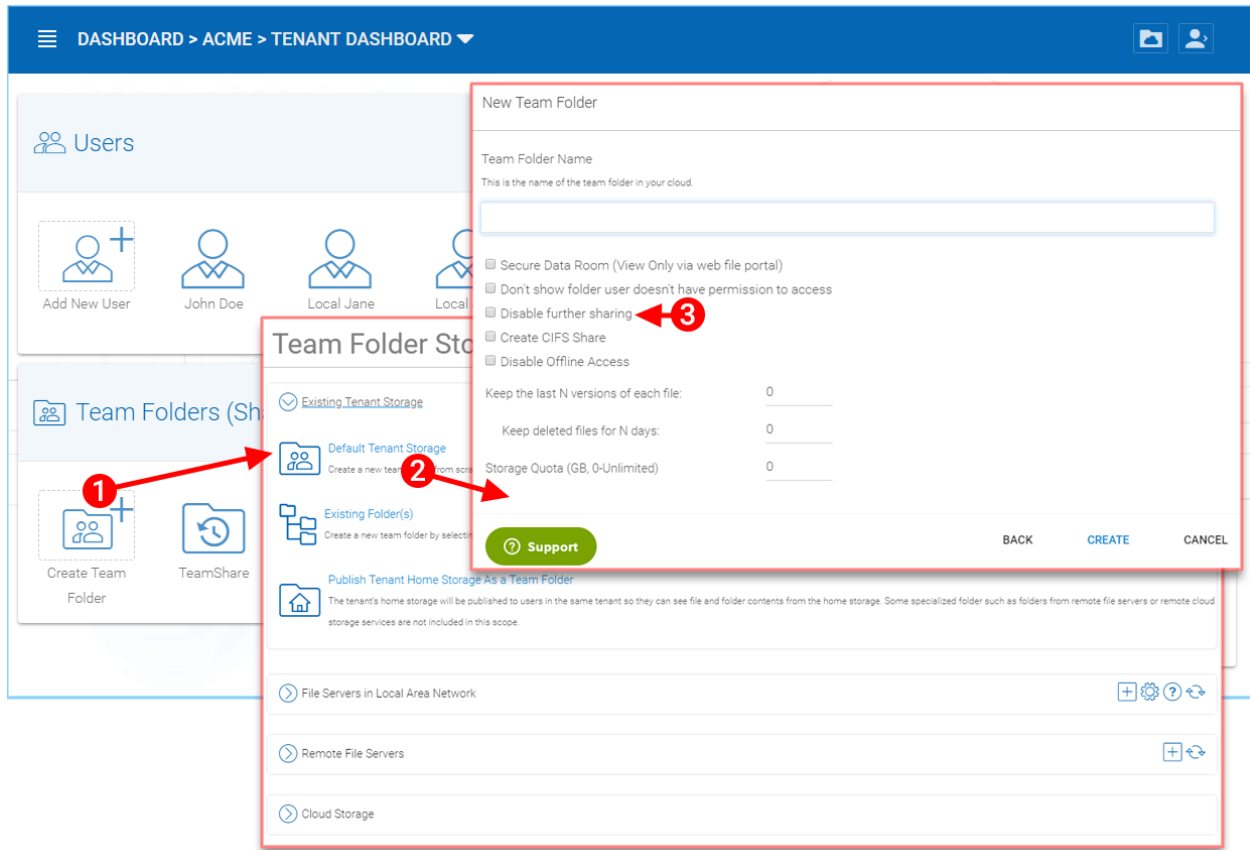 DASHBOARD > ACME > TENANT DASHBOARD
Users
Add New User
John Doe
Local Jane
Local
Team Folders (Sh
1
Create Team
Folder
TeamShare
Team Folder Sto
Existing Tenant Storage
Default Tenant Storage
Create a new team from scra
2
Existing Folder(s)
Create a new team folder by selectin
Publish Tenant Home Storage As a Team Folder
The tenant's home storage will be published to users in the same tenant so they can see file and folder contents from the home storage. Some specialized folder such as folders from remote file servers or remote cloud
storage services are not included in this scope.
File Servers in Local Area Network
Remote File Servers
Cloud Storage
New Team Folder
Team Folder Name
This is the name of the team folder in your cloud.
Secure Data Room (View Only via web file portal)
Don't show folder user doesn't have permission to access
Disable further sharing 3
Create CIFS Share
Disable Offline Access
Keep the last N versions of each file: 0
Keep deleted files for N days: 0
Storage Quota (GB, 0-Unlimited) 0
Support
BACK CREATE CANCEL